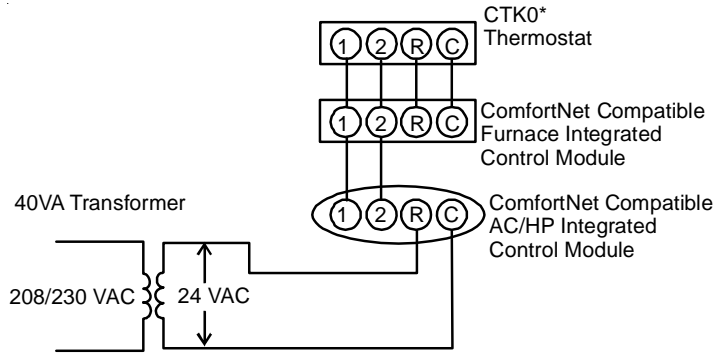 CTK0*
Thermostat
1 2 R C
1 2 R C
ComfortNet Compatible
Furnace Integrated
Control Module
40VA Transformer
1 2 R C
ComfortNet Compatible
AC/HP Integrated
Control Module
208/230 VAC
24 VAC